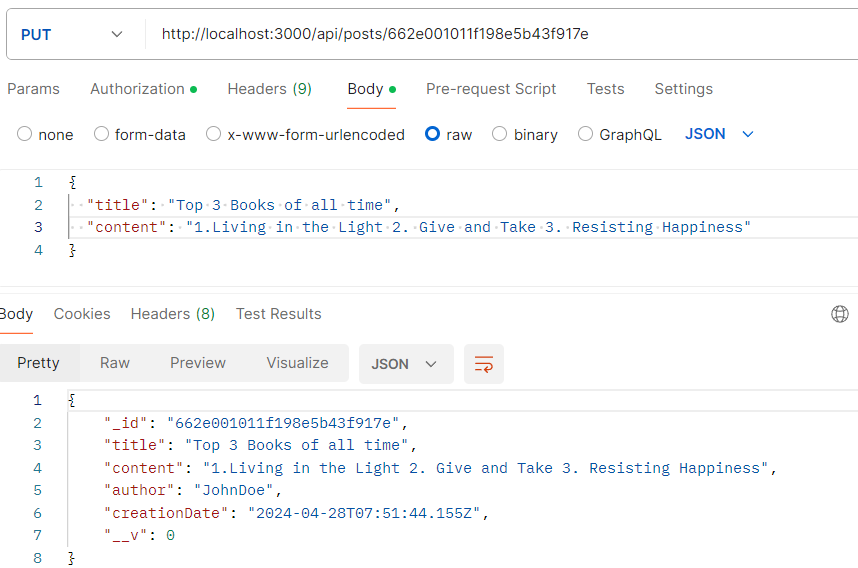 PUT http://localhost:3000/api/posts/662e001011f198e5b43f917e
Params Authorization Headers (9) Body Pre-request Script Tests Settings
none form-data x-www-form-urlencoded raw binary GraphQL JSON
1 {
2 "title": "Top 3 Books of all time",
3 "content": "1.Living in the Light 2. Give and Take 3. Resisting Happiness"
4 }
Body Cookies Headers (8) Test Results
Pretty Raw Preview Visualize JSON
1 {
2 "_id": "662e001011f198e5b43f917e",
3 "title": "Top 3 Books of all time",
4 "content": "1.Living in the Light 2. Give and Take 3. Resisting Happiness",
5 "author": "JohnDoe",
6 "creationDate": "2024-04-28T07:51:44.155Z",
7 "__v": 0
8 }